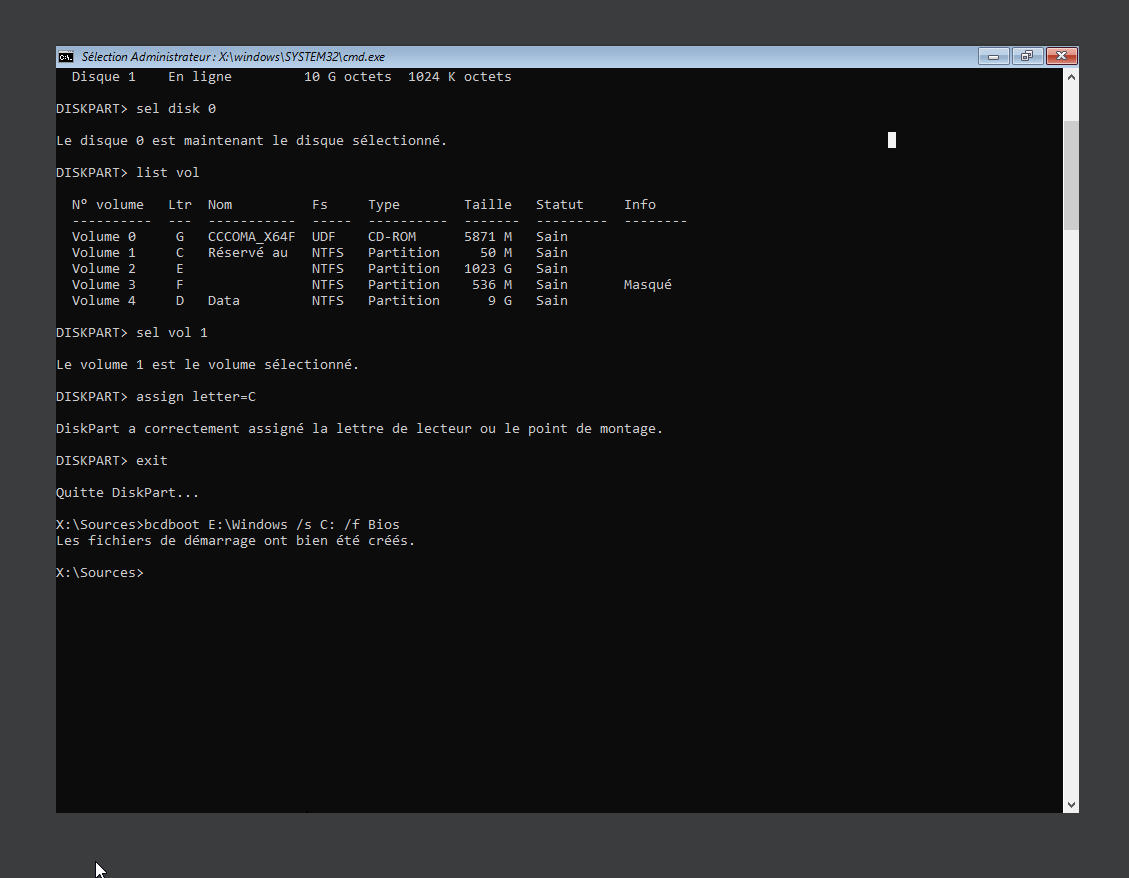 Sélection Administrateur : X:\windows\SYSTEM32\cmd.exe
Disque 1    En ligne         10 G octets  1024 K octets
DISKPART> sel disk 0
Le disque 0 est maintenant le disque sélectionné.
DISKPART> list vol
N° volume   Ltr  Nom          Fs     Type        Taille   Statut     Info
----------  ---  -----------  -----  ----------  -------  ---------  --------
Volume 0     G   CCCOMA_X64F  UDF    CD-ROM      5871 M   Sain
Volume 1     C   Réservé au   NTFS   Partition     50 M   Sain
Volume 2     E                NTFS   Partition   1023 G   Sain
Volume 3     F                NTFS   Partition    536 M   Sain       Masqué
Volume 4     D   Data         NTFS   Partition      9 G   Sain
DISKPART> sel vol 1
Le volume 1 est le volume sélectionné.
DISKPART> assign letter=C
DiskPart a correctement assigné la lettre de lecteur ou le point de montage.
DISKPART> exit
Quitte DiskPart...
X:\Sources>bcdboot E:\Windows /s C: /f Bios
Les fichiers de démarrage ont bien été créés.
X:\Sources>